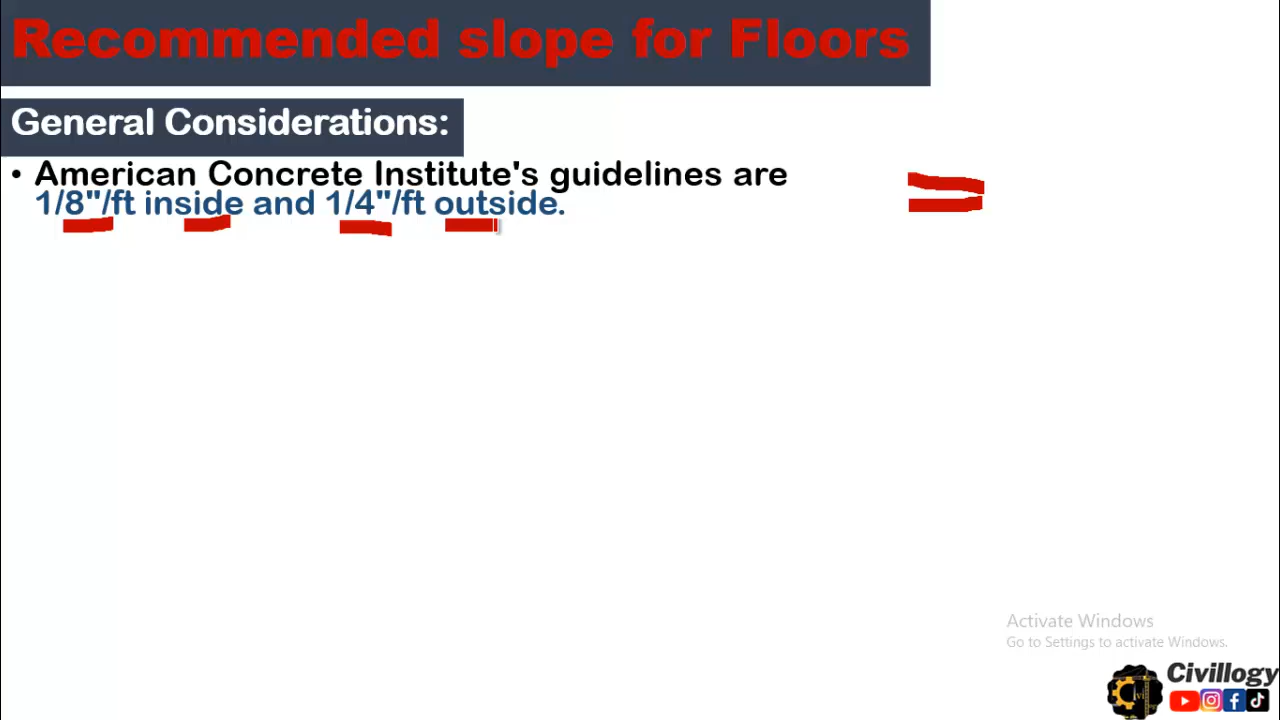 Recommended slope for Floors
General Considerations:
• American Concrete Institute's guidelines are
1/8"/ft inside and 1/4"/ft outside.
Activate Windows
Go to Settings to activate Windows.
Civillogy